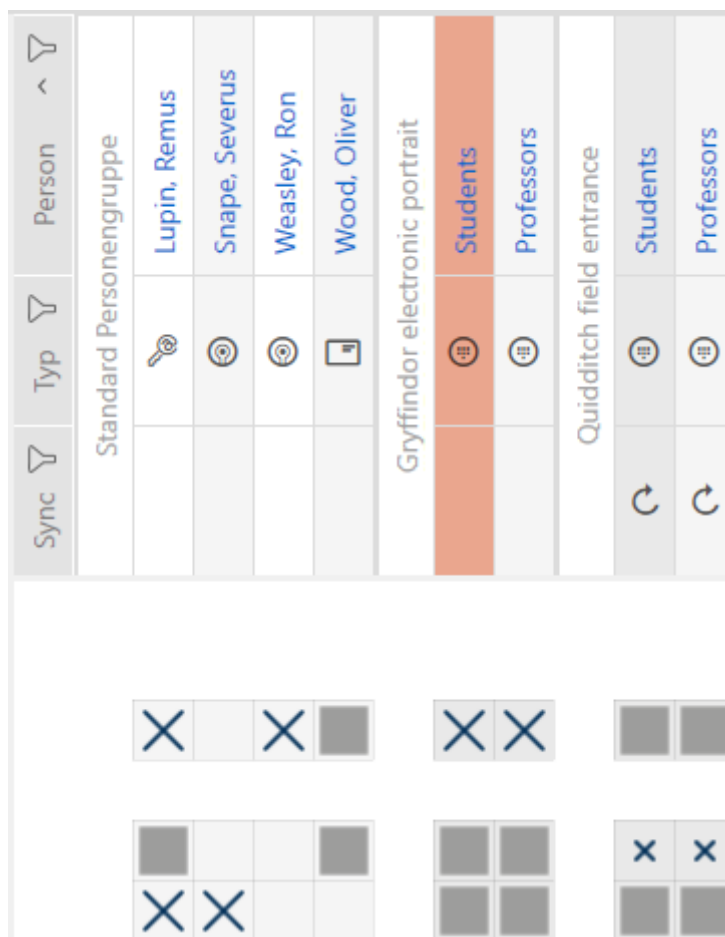 Person
Typ
Sync
Standard Personengruppe
Lupin, Remus
Snape, Severus
Weasley, Ron
Wood, Oliver
Gryffindor electronic portrait
Students
Professors
Quidditch field entrance
Students
Professors